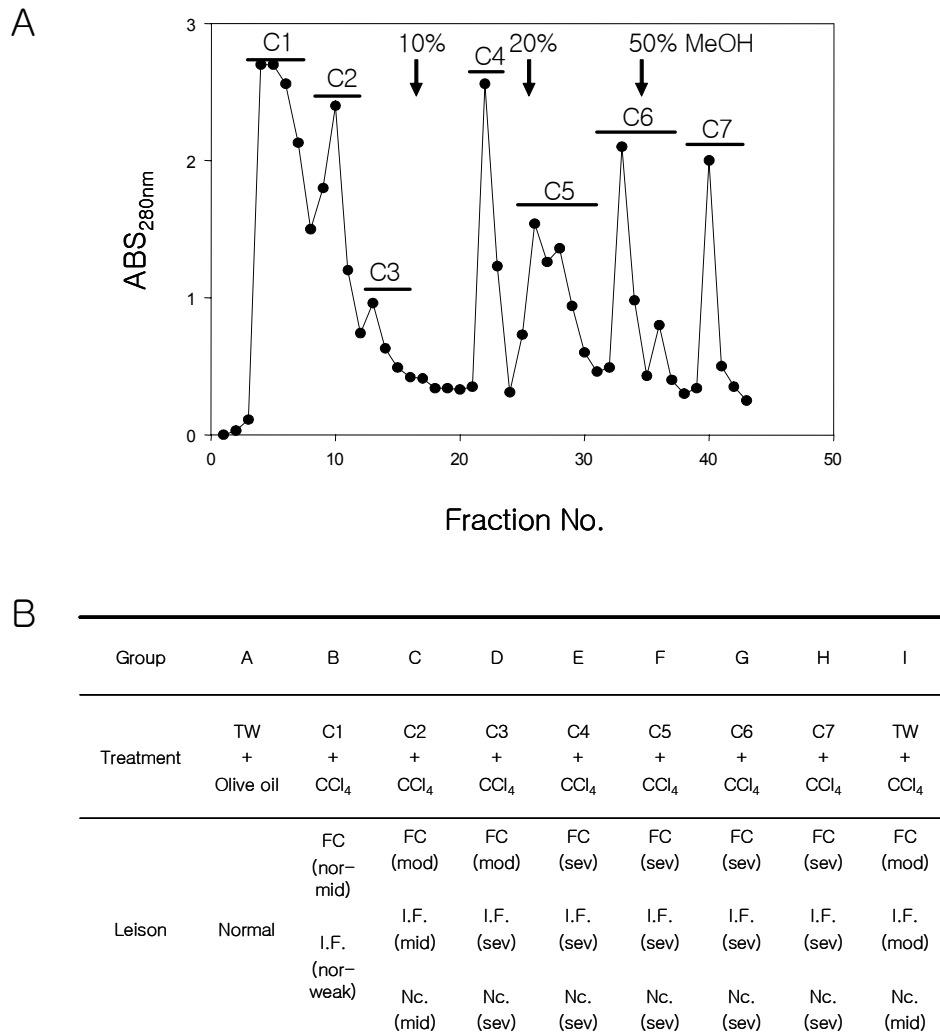 A
3
C1
10%
20%
C4
50% MeOH
C2
C6
C7
2
C5
ABS280nm
C3
1
0
0
10
20
30
40
50
Fraction No.
B
Group A B C D E F G H I
TW C1 C2 C3 C4 C5 C6 C7 TW
Treatment + + + + + + + + +
Olive oil CCl4 CCl4 CCl4 CCl4 CCl4 CCl4 CCl4 CCl4
FC FC FC FC FC FC FC FC
(nor- (mod) (mod) (sev) (sev) (sev) (sev) (mod)
mid)
I.F. I.F. I.F. I.F. I.F. I.F. I.F.
Leison Normal (mid) (sev) (sev) (sev) (sev) (sev) (mod)
I.F.
(nor-
weak) Nc. Nc. Nc. Nc. Nc. Nc. Nc.
(mid) (sev) (sev) (sev) (sev) (sev) (mid)